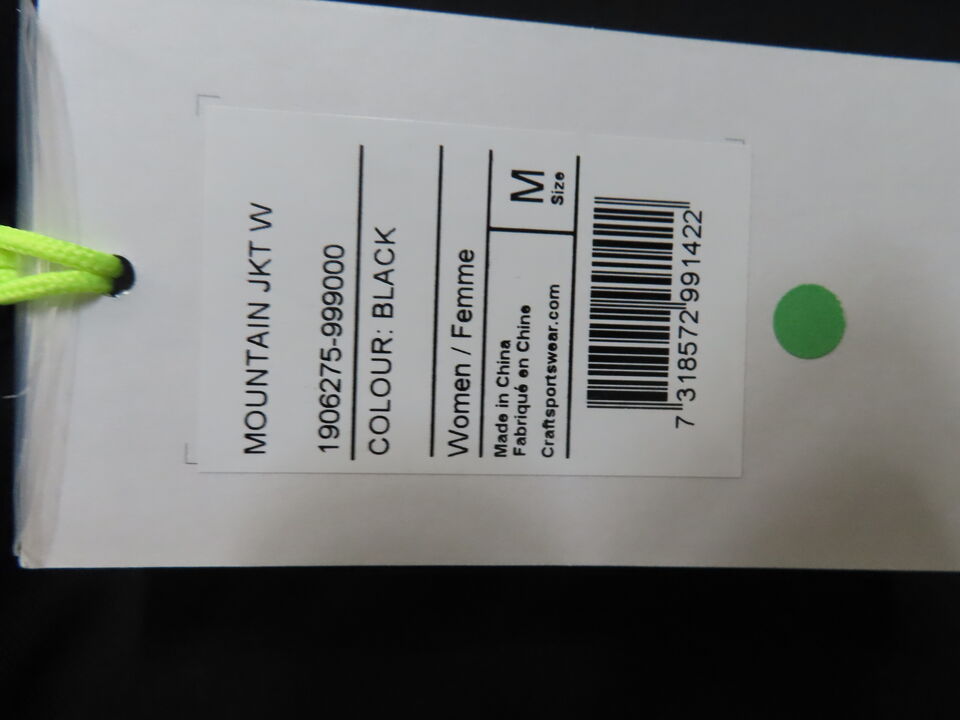 MOUNTAIN JKT W
1906275-999000
COLOUR: BLACK
Women / Femme
Made in China
Fabriqué en Chine
Craftsportswear.com
M
Size
7 318572 991422